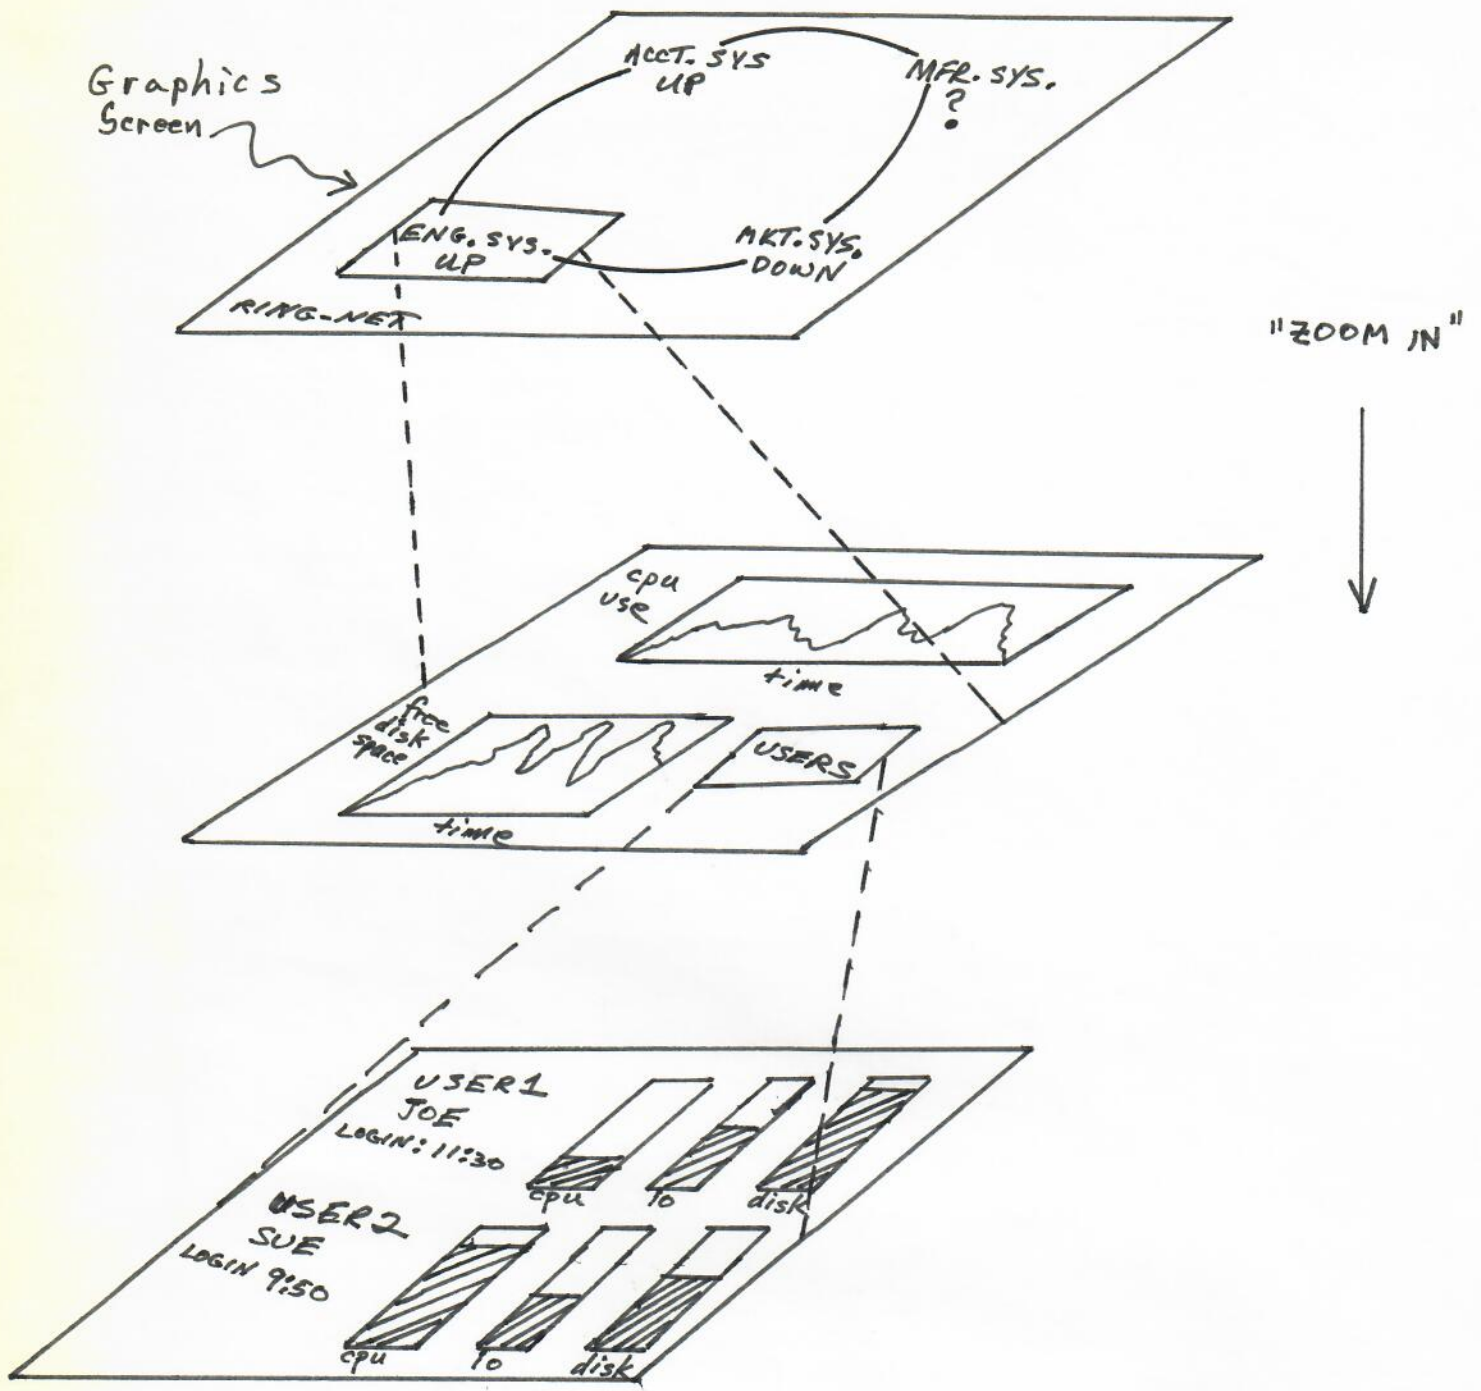 Graphics
Screen
ACCT. SYS
UP
MFR. SYS.
?
ENG. SYS.
UP
MKT. SYS.
DOWN
RING-NET
"ZOOM IN"
cpu
use
time
free
disk
space
time
USERS
USER1
JOE
LOGIN: 11:30
cpu
io
disk
USER2
SUE
LOGIN 9:50
cpu
io
disk